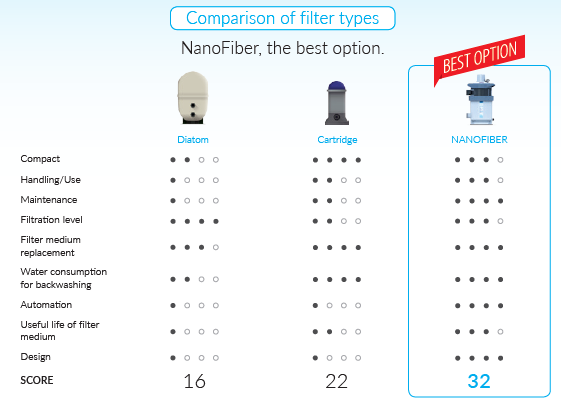 Comparison of filter types
NanoFiber, the best option.
BEST OPTION
Diatom
Cartridge
NANOFIBER
Compact
Handling/Use
Maintenance
Filtration level
Filter medium
replacement
Water consumption
for backwashing
Automation
Useful life of filter
medium
Design
SCORE 16 22 32